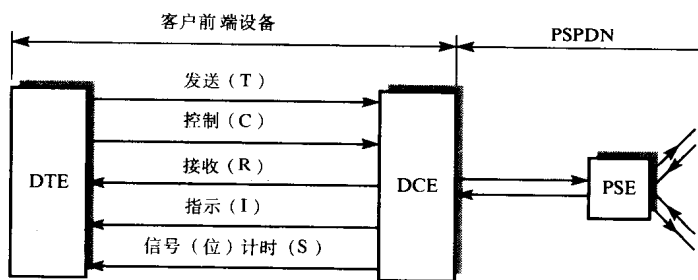 客户前端设备
PSPDN
发送（T）
控制（C）
接收（R）
指示（I）
信号（位）计时（S）
DTE
DCE
PSE